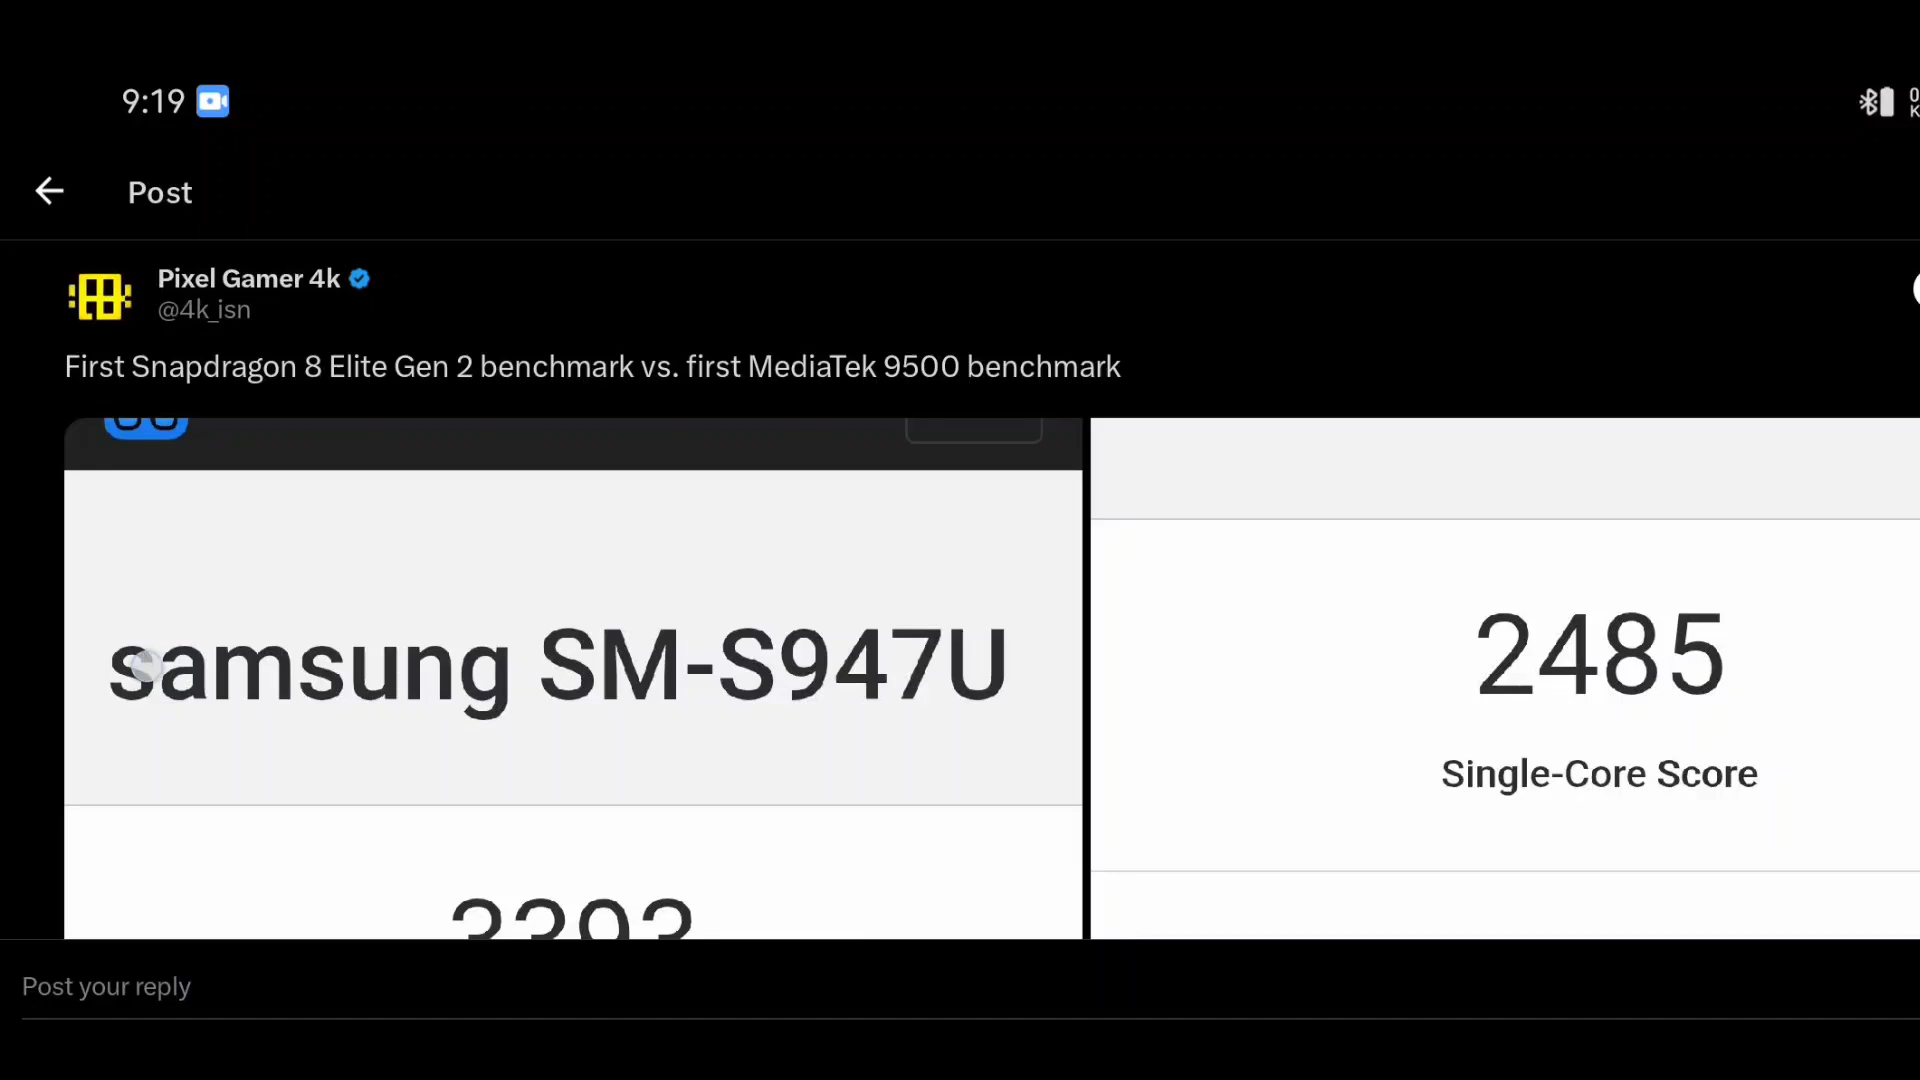 9:19
Post
Pixel Gamer 4k
@4k_isn
First Snapdragon 8 Elite Gen 2 benchmark vs. first MediaTek 9500 benchmark
samsung SM-S947U
2485
Single-Core Score
3393
Post your reply